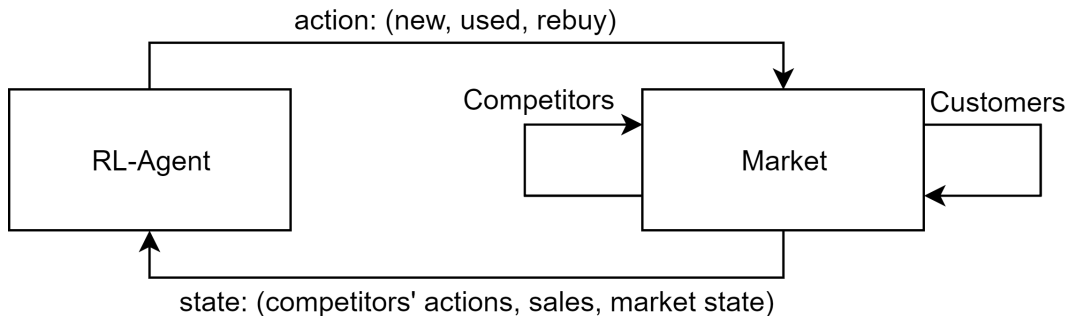 action: (new, used, rebuy)
Competitors
Customers
RL-Agent
Market
state: (competitors' actions, sales, market state)